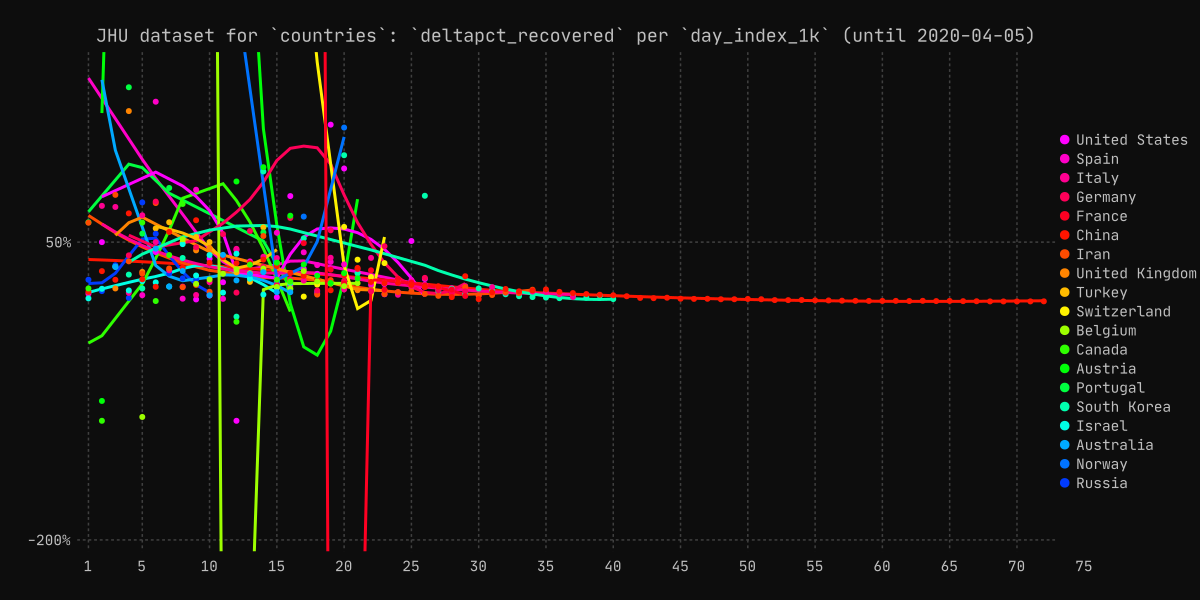 JHU dataset for `countries`: `deltapct_recovered` per `day_index_1k` (until 2020-04-05)
United States
Spain
Italy
Germany
France
China
Iran
United Kingdom
Turkey
Switzerland
Belgium
Canada
Austria
Portugal
South Korea
Israel
Australia
Norway
Russia
50%
-200%
1 5 10 15 20 25 30 35 40 45 50 55 60 65 70 75